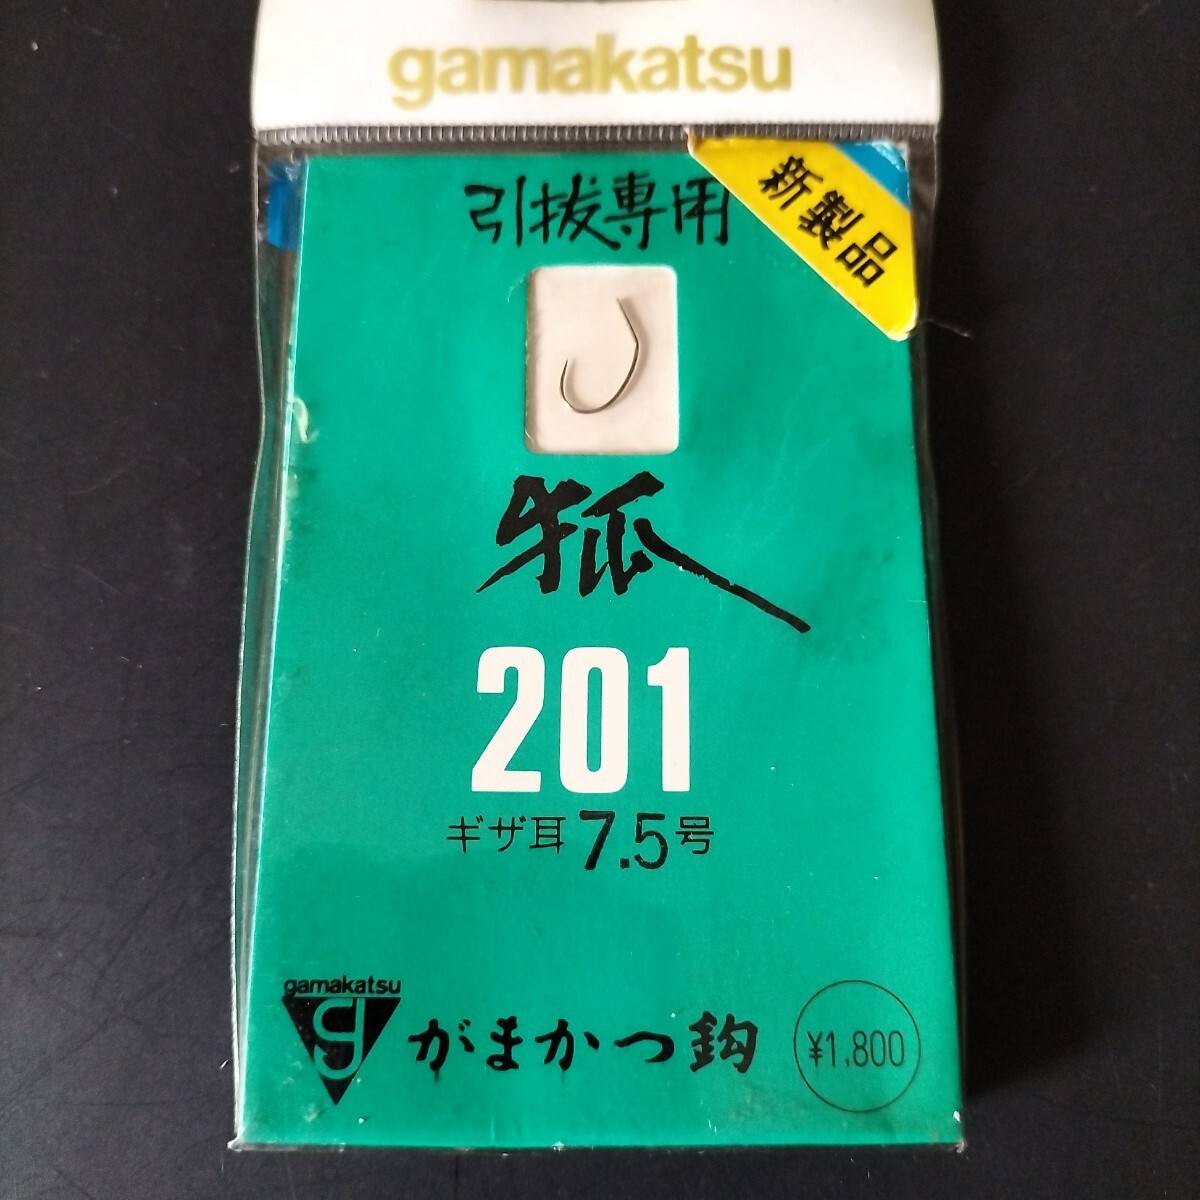 gamakatsu
引抜専用
新製品
狐
201
ギザ耳 7.5号
gamakatsu
g
がまかつ鈎
¥1,800